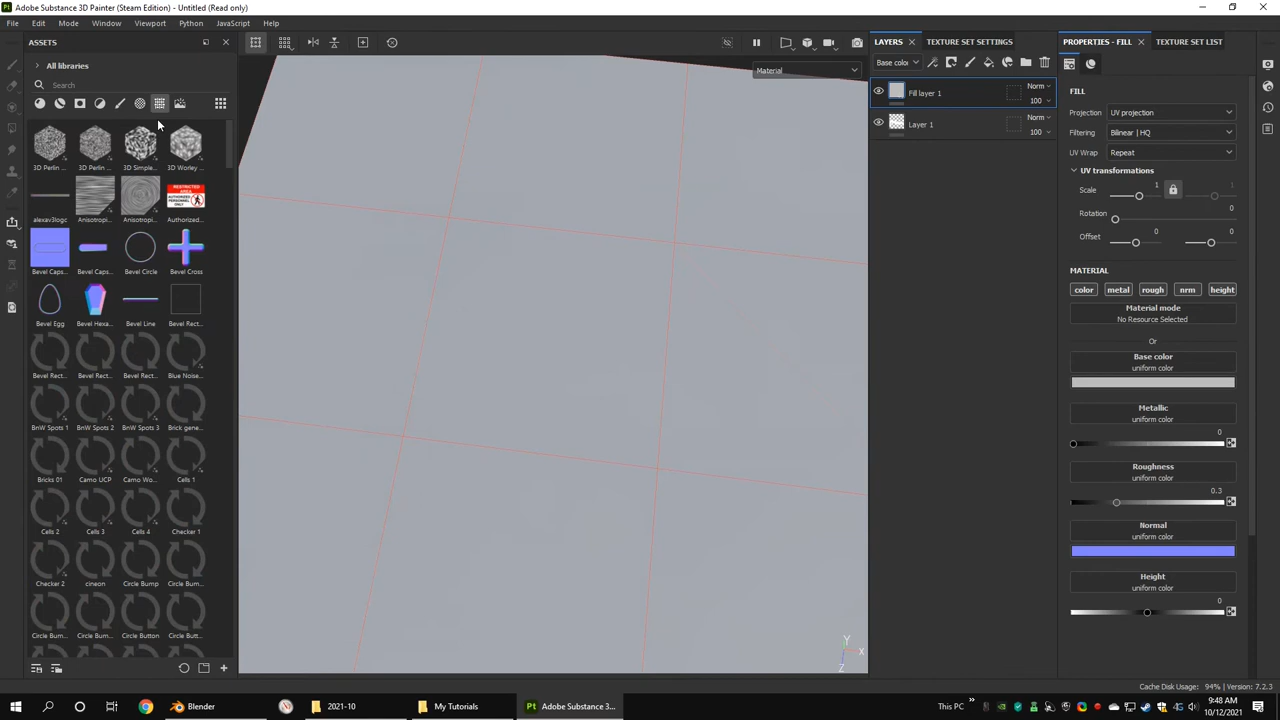 Adobe Substance 3D Painter (Steam Edition) - Untitled (Read only)
File Edit Mode Window Viewport Python JavaScript Help
ASSETS
All libraries
Search
3D Perlin ... 3D Perlin ... 3D Simple... 3D Worley ...
alexav3logo Anisotropi... Anisotropi... Authorized...
RESTRICTED AREA
AUTHORIZED PERSONNEL ONLY
Bevel Caps... Bevel Caps... Bevel Circle Bevel Cross
Bevel Egg Bevel Hexa... Bevel Line Bevel Rect...
Bevel Rect... Bevel Rect... Bevel Rect... Blue Noise...
BnW Spots 1 BnW Spots 2 BnW Spots 3 Brick gene...
Bricks 01 Camo UCP Camo Wo... Cells 1
Cells 2 Cells 3 Cells 4 Checker 1
Checker 2 cineon Circle Bump Circle Bum...
Circle Bum... Circle Bum... Circle Button Circle Butt...
Material
Y
X
Z
LAYERS TEXTURE SET SETTINGS
Base color
Fill layer 1 Norm 100
Layer 1 Norm 100
PROPERTIES - FILL TEXTURE SET LIST
FILL
Projection UV projection
Filtering Bilinear | HQ
UV Wrap Repeat
UV transformations
Scale 1 1
Rotation 0
Offset 0 0
MATERIAL
color metal rough nrm height
Material mode
No Resource Selected
Or
Base color
uniform color
Metallic
uniform color
0
Roughness
uniform color
0.3
Normal
uniform color
Height
uniform color
0
Cache Disk Usage: 94% | Version: 7.2.3
Blender 2021-10 My Tutorials Adobe Substance 3... This PC 4G
9:48 AM
10/12/2021